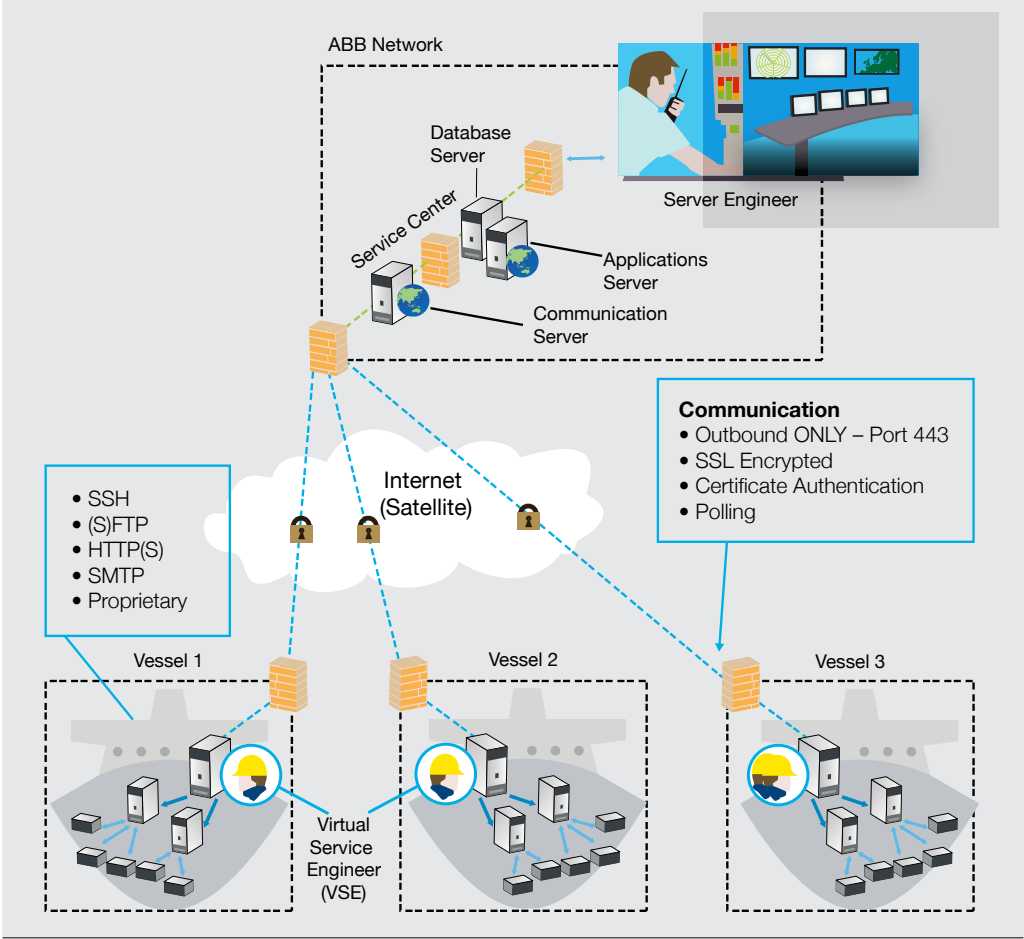 ABB Network
Database
Server
Server Engineer
Service Center
Applications
Server
Communication
Server
Communication
• Outbound ONLY – Port 443
• SSL Encrypted
• Certificate Authentication
• Polling
Internet
(Satellite)
• SSH
• (S)FTP
• HTTP(S)
• SMTP
• Proprietary
Vessel 1
Vessel 2
Vessel 3
Virtual
Service
Engineer
(VSE)